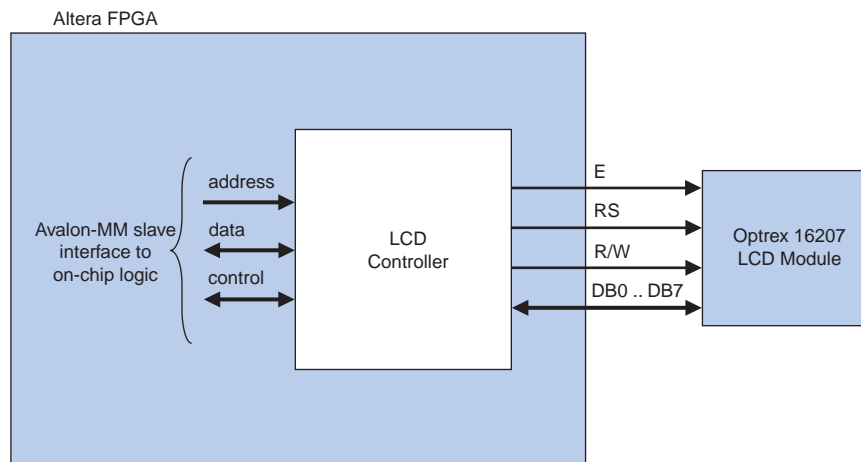 Altera FPGA
address
data
control
Avalon-MM slave
interface to
on-chip logic
LCD
Controller
E
RS
R/W
DB0 .. DB7
Optrex 16207
LCD Module